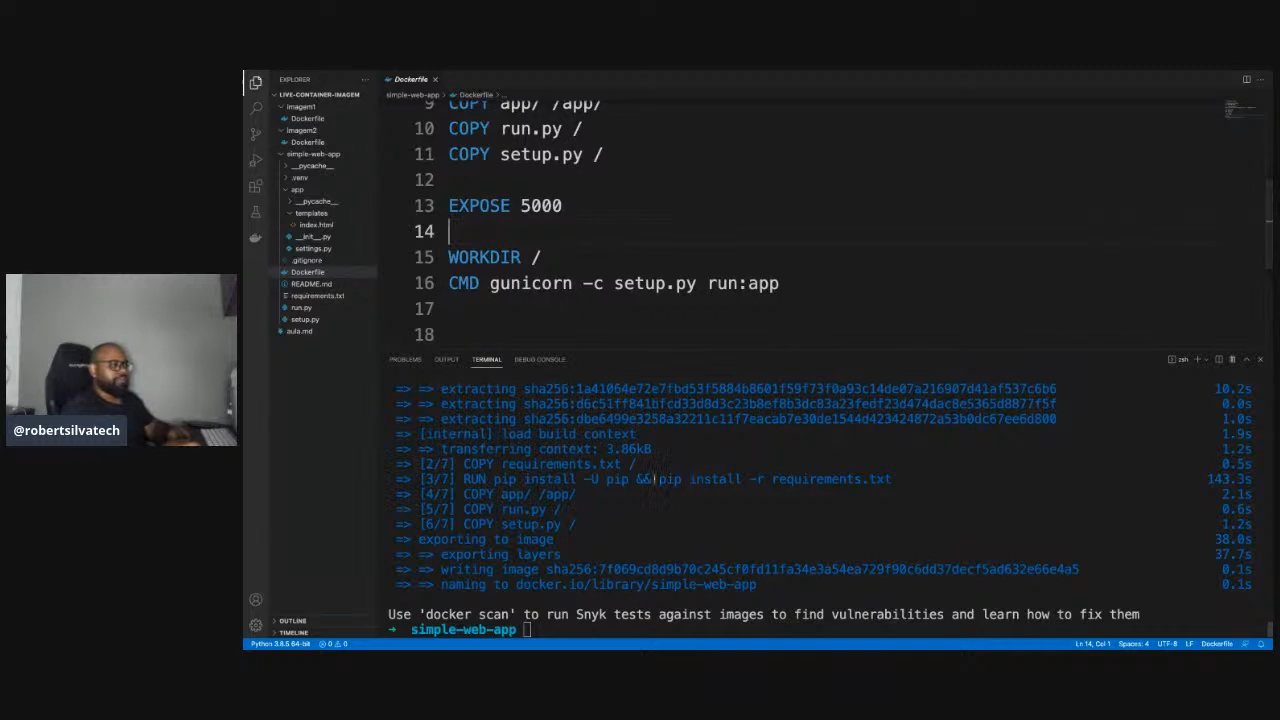 EXPLORER
Dockerfile
LIVE-CONTAINER-IMAGEM
simple-web-app > Dockerfile > ...
imagem1
Dockerfile
imagem2
Dockerfile
simple-web-app
__pycache__
.venv
app
__pycache__
templates
index.html
__init__.py
settings.py
.gitignore
Dockerfile
README.md
requirements.txt
run.py
setup.py
aula.md
9 COPY app/ /app/
10 COPY run.py /
11 COPY setup.py /
12
13 EXPOSE 5000
14
15 WORKDIR /
16 CMD gunicorn -c setup.py run:app
17
18
PROBLEMS OUTPUT TERMINAL DEBUG CONSOLE
zsh
=> => extracting sha256:1a41064e72e7fbd53f5884b8601f59f73f0a93c14de07a216907d41af537c6b6 10.2s
=> => extracting sha256:d6c51ff841bfcd33d8d3c23b8ef8b3dc83a23fedf23d474dac8e5365d8877f5f 0.0s
=> => extracting sha256:dbe6499e3258a32211c11f7eacab7e30de1544d423424872a53b0dc67ee6d800 1.0s
=> [internal] load build context 1.9s
=> => transferring context: 3.86kB 1.2s
=> [2/7] COPY requirements.txt / 0.5s
=> [3/7] RUN pip install -U pip && pip install -r requirements.txt 143.3s
=> [4/7] COPY app/ /app/ 2.1s
=> [5/7] COPY run.py / 0.6s
=> [6/7] COPY setup.py / 1.2s
=> exporting to image 38.0s
=> => exporting layers 37.7s
=> => writing image sha256:7f069cd8d9b70c245cf0fd11fa34e3a54ea729f90c6dd37decf5ad632e66e4a5 0.1s
=> => naming to docker.io/library/simple-web-app 0.1s
Use 'docker scan' to run Snyk tests against images to find vulnerabilities and learn how to fix them
→ simple-web-app
OUTLINE
TIMELINE
Python 3.8.5 64-bit 0 0 Ln 14, Col 1 Spaces: 4 UTF-8 LF Dockerfile
@robertsilvatech